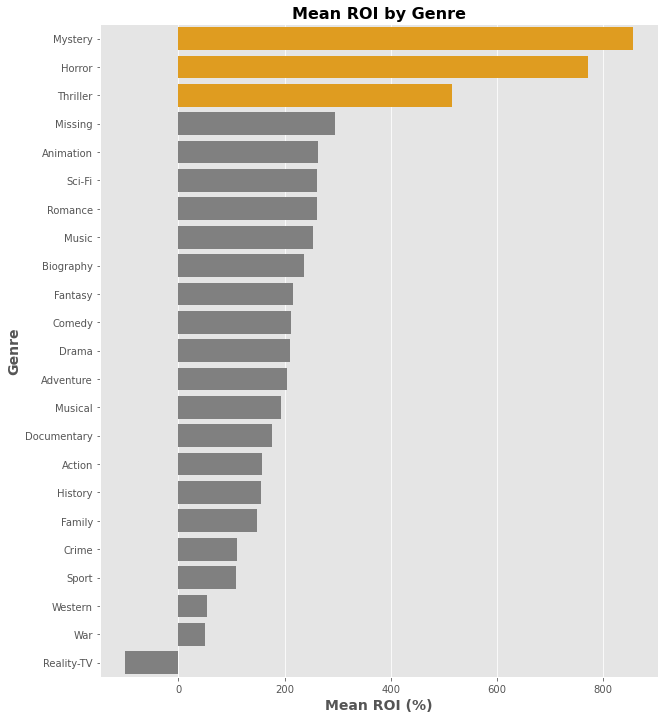 Mean ROI by Genre
Genre
Mystery
Horror
Thriller
Missing
Animation
Sci-Fi
Romance
Music
Biography
Fantasy
Comedy
Drama
Adventure
Musical
Documentary
Action
History
Family
Crime
Sport
Western
War
Reality-TV
0 200 400 600 800
Mean ROI (%)